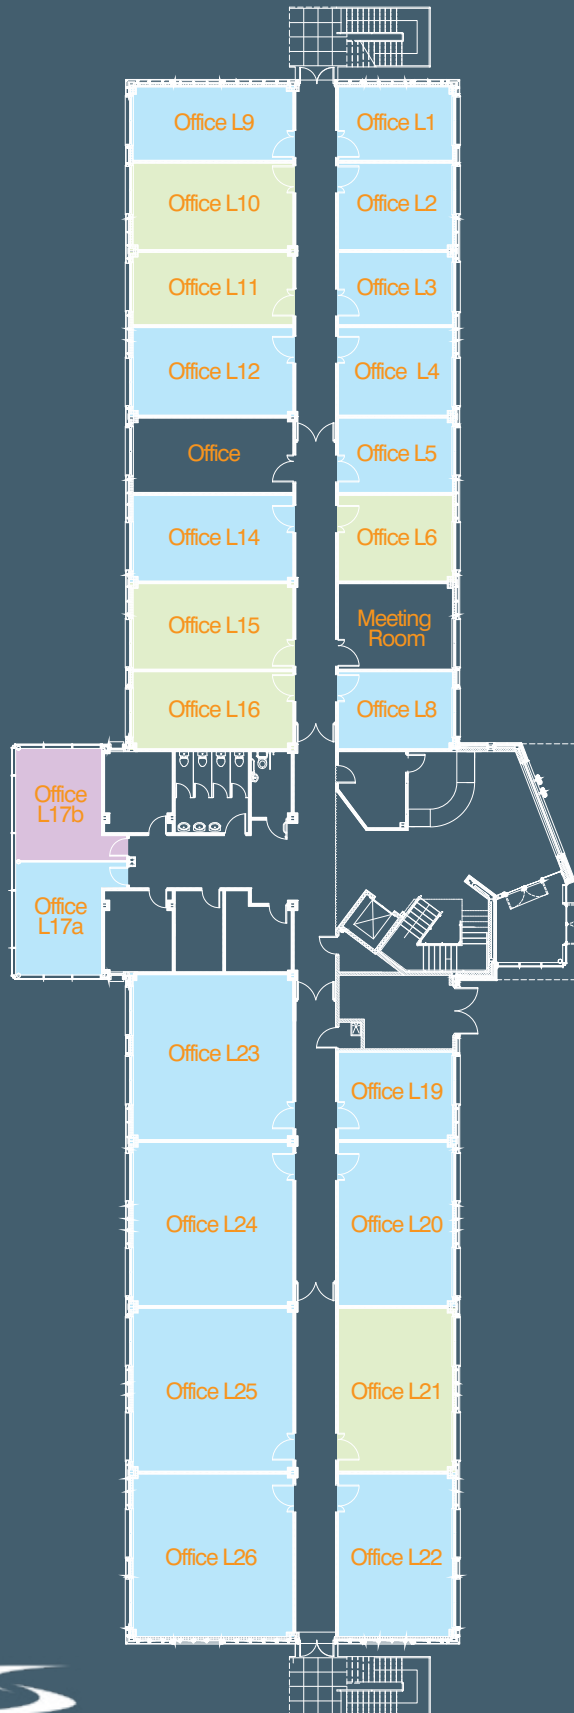 Office L9
Office L1
Office L10
Office L2
Office L11
Office L3
Office L12
Office L4
Office
Office L5
Office L14
Office L6
Office L15
Meeting
Room
Office L16
Office L8
Office
L17b
Office
L17a
Office L23
Office L19
Office L24
Office L20
Office L25
Office L21
Office L26
Office L22